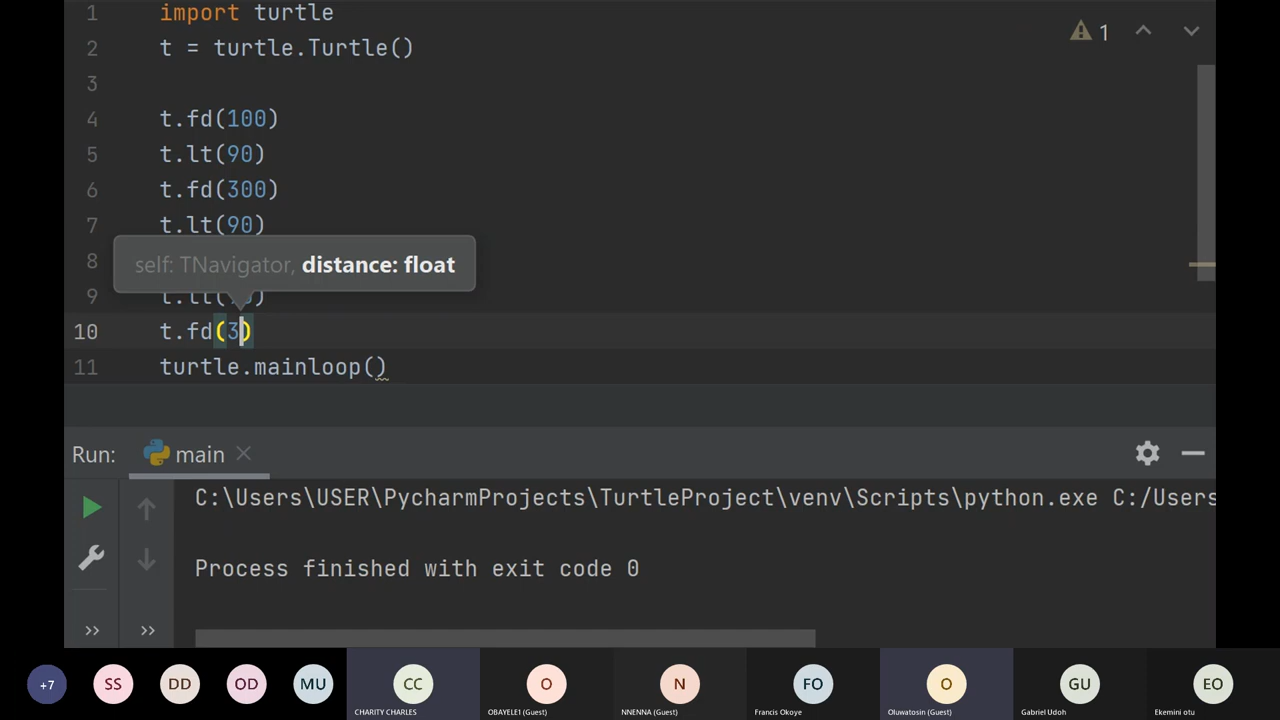 1 import turtle
2 t = turtle.Turtle()
3
4 t.fd(100)
5 t.lt(90)
6 t.fd(300)
7 t.lt(90)
8
self: TNavigator, distance: float
9 t.lt(90)
10 t.fd(3)
11 turtle.mainloop()
1
Run: main
C:\Users\USER\PycharmProjects\TurtleProject\venv\Scripts\python.exe C:/Users
Process finished with exit code 0
+7 SS DD OD MU CC O N FO O GU EO
CHARITY CHARLES OBAYELE1 (Guest) NNENNA (Guest) Francis Okoye Oluwatosin (Guest) Gabriel Udoh Ekemini otu